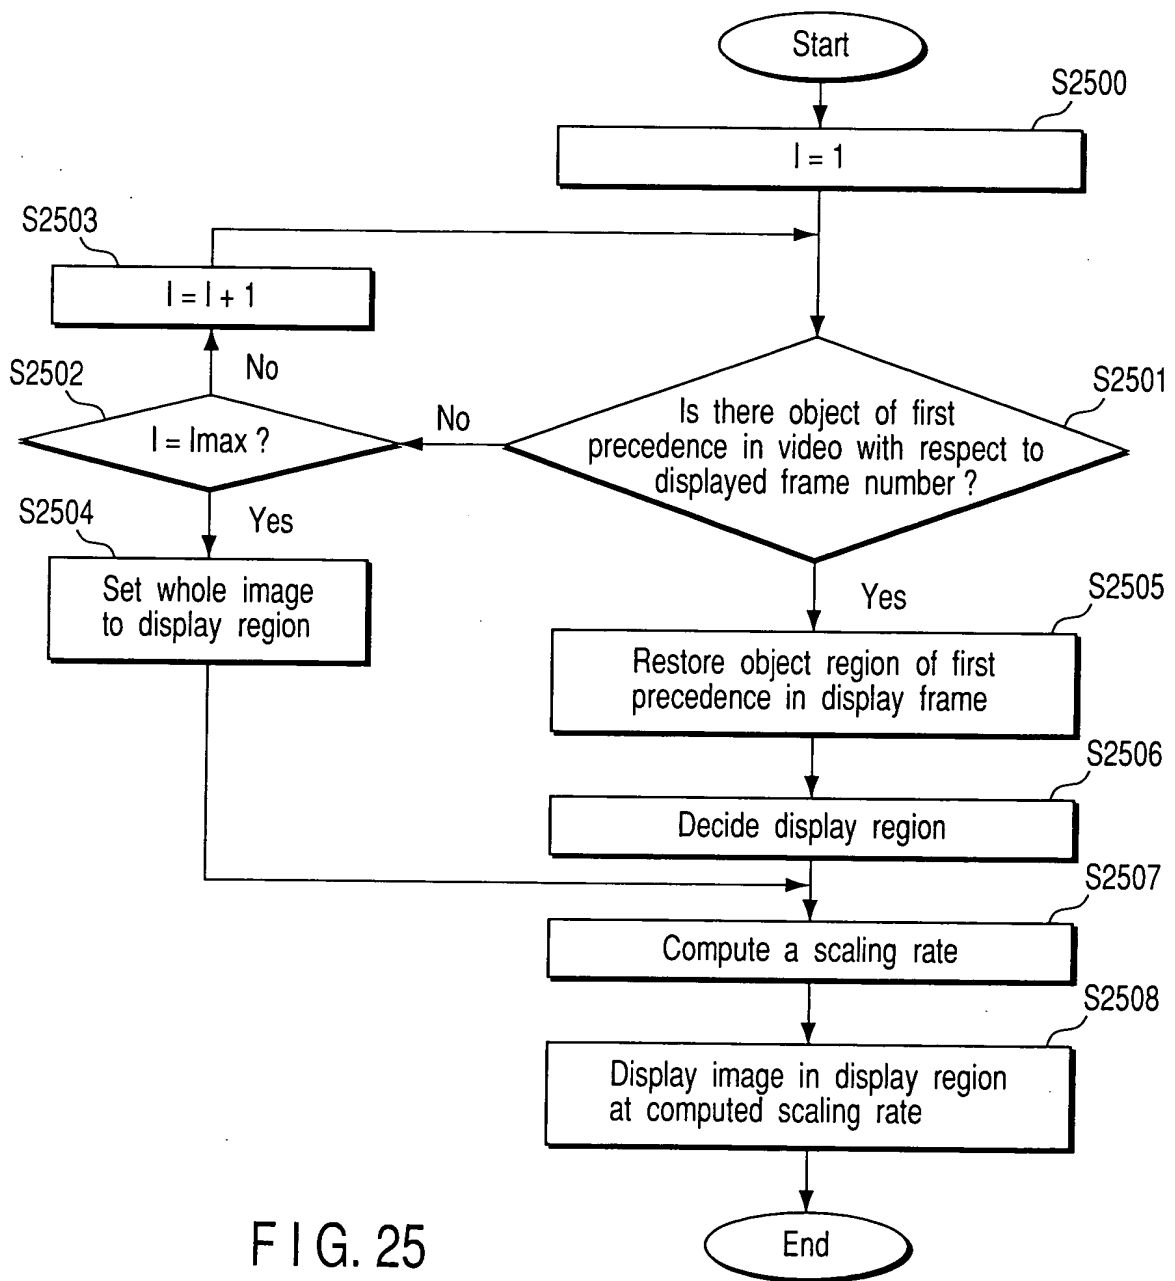 Start
S2500
I = 1
S2503
I = I + 1
No
S2502
I = Imax ?
No
S2501
Is there object of first
precedence in video with respect to
displayed frame number ?
Yes
S2504
Set whole image
to display region
Yes
S2505
Restore object region of first
precedence in display frame
S2506
Decide display region
S2507
Compute a scaling rate
S2508
Display image in display region
at computed scaling rate
End
FIG. 25